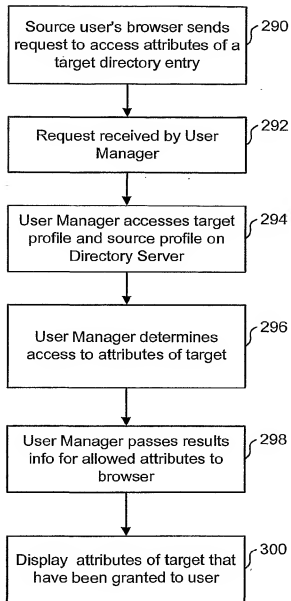 Source user's browser sends
request to access attributes of a
target directory entry
290
Request received by User
Manager
292
User Manager accesses target
profile and source profile on
Directory Server
294
User Manager determines
access to attributes of target
296
User Manager passes results
info for allowed attributes to
browser
298
Display attributes of target that
have been granted to user
300